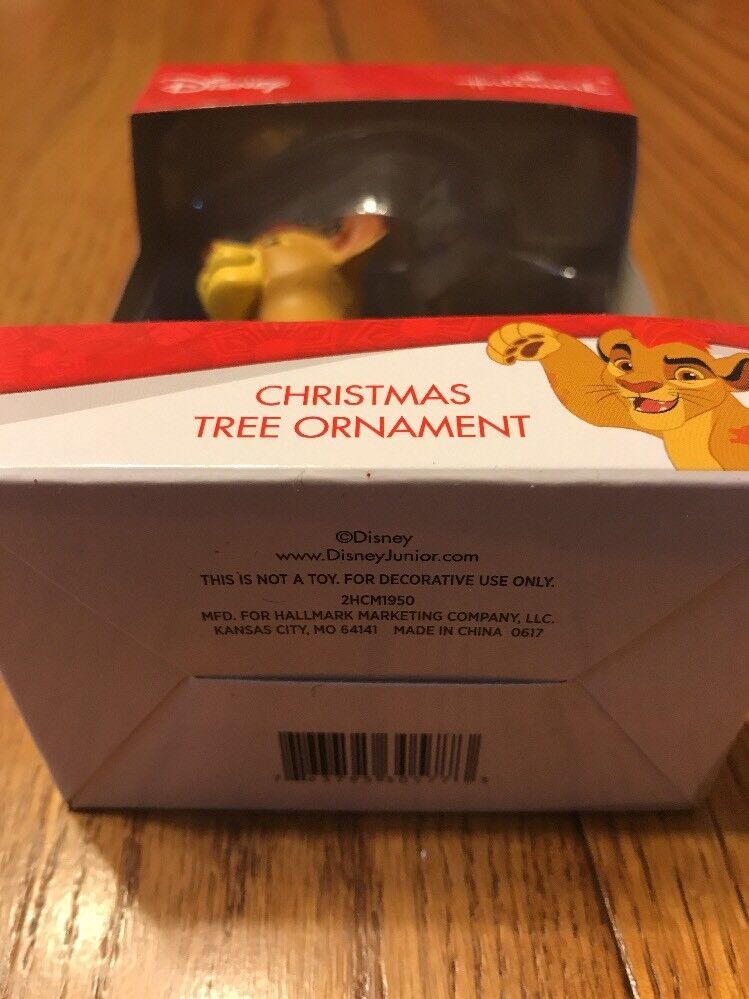 Disney
Hallmark
CHRISTMAS
TREE ORNAMENT
©Disney
www.DisneyJunior.com
THIS IS NOT A TOY. FOR DECORATIVE USE ONLY.
2HCM1950
MFD. FOR HALLMARK MARKETING COMPANY, LLC.
KANSAS CITY, MO 64141 MADE IN CHINA 0617